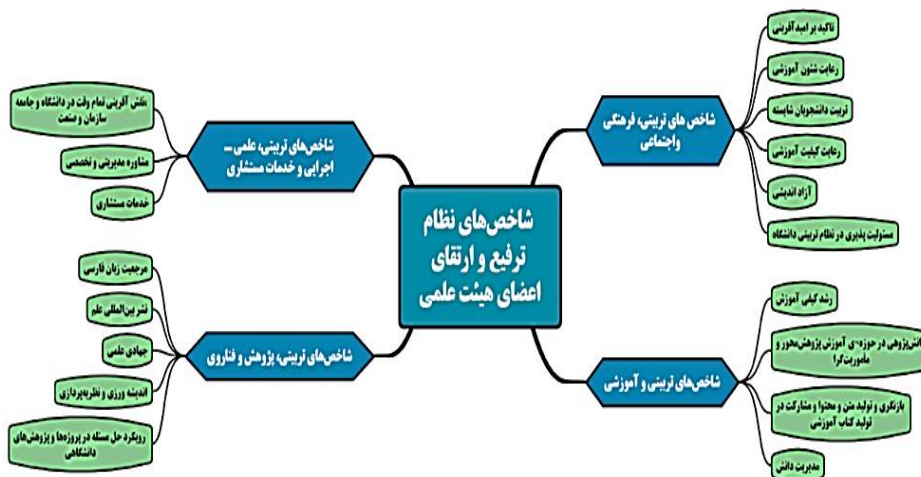 شاخص‌های نظام
ترفیع و ارتقای
اعضای هیئت علمی
شاخص های تربیتی، فرهنگی
واجتماعی
تاکید بر امیدآفرینی
رعایت شئون آموزشی
تربیت دانشجویان شایسته
رعایت کیفیت آموزشی
آزاد اندیشی
مسئولیت پذیری در نظام تربیتی دانشگاه
شاخص‌های تربیتی و آموزشی
رشد کیفی آموزش
دانش‌پژوهی در حوزه‌ی آموزش پژوهش‌محور و
مأموریت‌گرا
بازنگری و تولید متن و محتوا و مشارکت در
تولید کتاب آموزشی
مدیریت دانش
شاخص‌های تربیتی، علمی –
اجرایی و خدمات مستشاری
نقش آفرینی تمام وقت در دانشگاه و جامعه
سازمان و صنعت
مشاوره مدیریتی و تخصصی
خدمات مستشاری
شاخص‌های تربیتی، پژوهش و فناوری
مرجعیت زبان فارسی
نشر بین‌المللی علم
جهادی علمی
اندیشه ورزی و نظریه‌پردازی
رویکرد حل مسئله در پروژه‌ها و پژوهش‌های
دانشگاهی